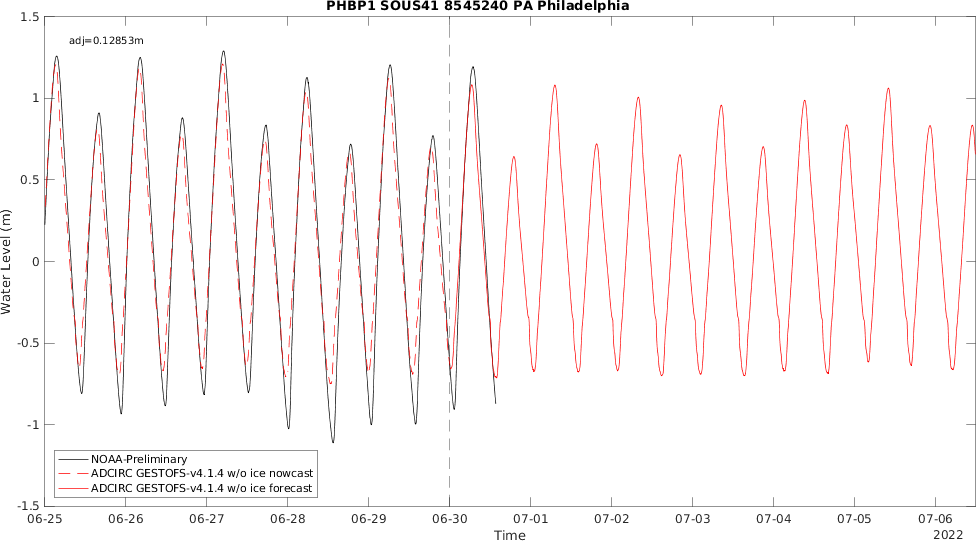 PHBP1 SOUS41 8545240 PA Philadelphia
adj=0.12853m
1.5
1
0.5
0
-0.5
-1
-1.5
Water Level (m)
NOAA-Preliminary
ADCIRC GESTOFS-v4.1.4 w/o ice nowcast
ADCIRC GESTOFS-v4.1.4 w/o ice forecast
06-25 06-26 06-27 06-28 06-29 06-30 07-01 07-02 07-03 07-04 07-05 07-06
Time
2022